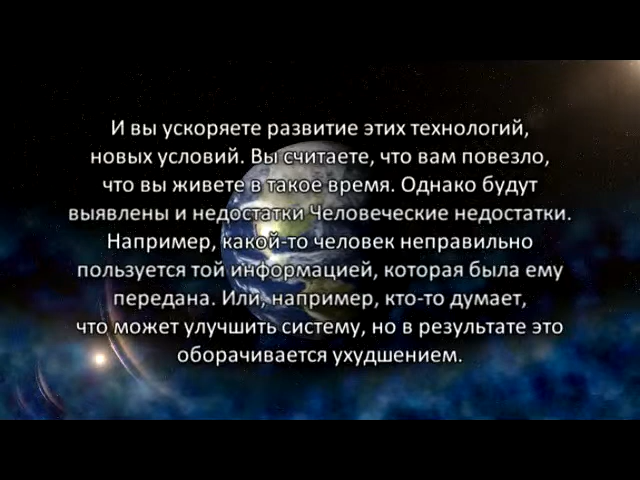 И вы ускоряете развитие этих технологий,
новых условий. Вы считаете, что вам повезло,
что вы живете в такое время. Однако будут
выявлены и недостатки Человеческие недостатки.
Например, какой-то человек неправильно
пользуется той информацией, которая была ему
передана. Или, например, кто-то думает,
что может улучшить систему, но в результате это
оборачивается ухудшением.